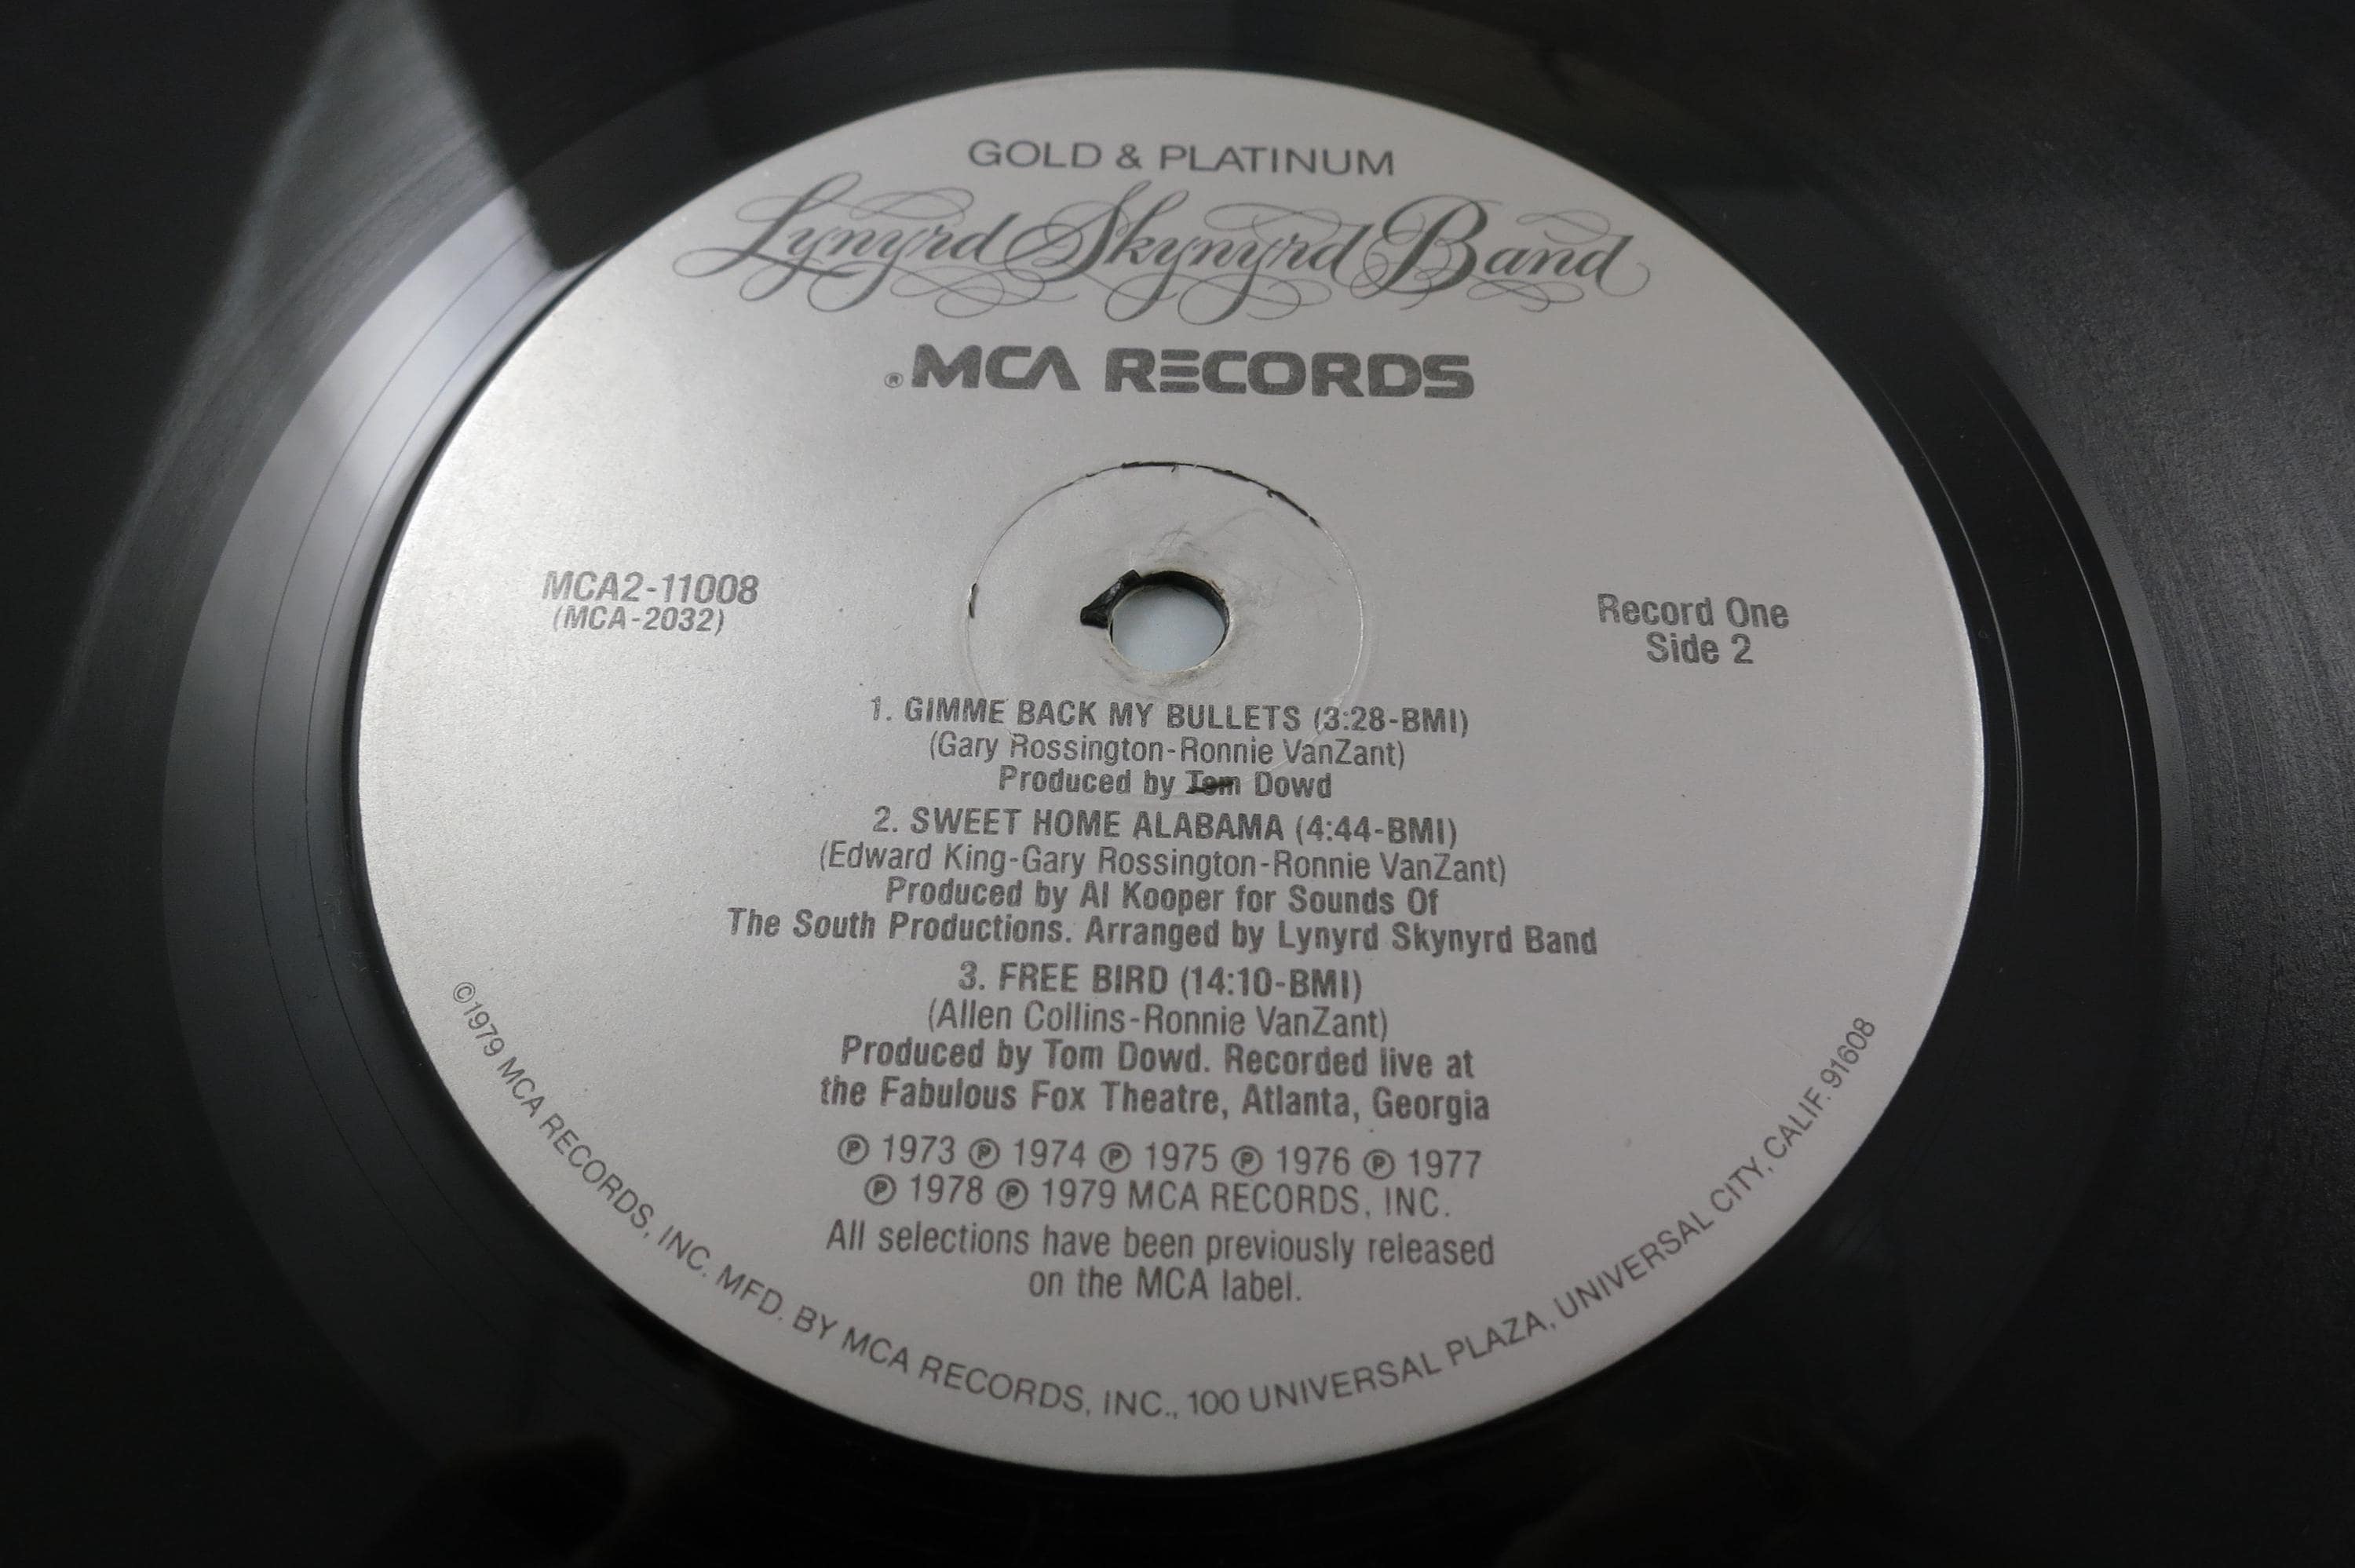 GOLD & PLATINUM
Lynyrd Skynyrd Band
® MCA RECORDS
MCA2-11008
(MCA-2032)
Record One
Side 2
1. GIMME BACK MY BULLETS (3:28-BMI)
(Gary Rossington-Ronnie VanZant)
Produced by Tom Dowd
2. SWEET HOME ALABAMA (4:44-BMI)
(Edward King-Gary Rossington-Ronnie VanZant)
Produced by Al Kooper for Sounds Of
The South Productions. Arranged by Lynyrd Skynyrd Band
3. FREE BIRD (14:10-BMI)
(Allen Collins-Ronnie VanZant)
Produced by Tom Dowd. Recorded live at
the Fabulous Fox Theatre, Atlanta, Georgia
℗ 1973 ℗ 1974 ℗ 1975 ℗ 1976 ℗ 1977
℗ 1978 ℗ 1979 MCA RECORDS, INC.
All selections have been previously released
on the MCA label.
©1979 MCA RECORDS, INC. MFD. BY MCA RECORDS, INC., 100 UNIVERSAL PLAZA, UNIVERSAL CITY, CALIF. 91608